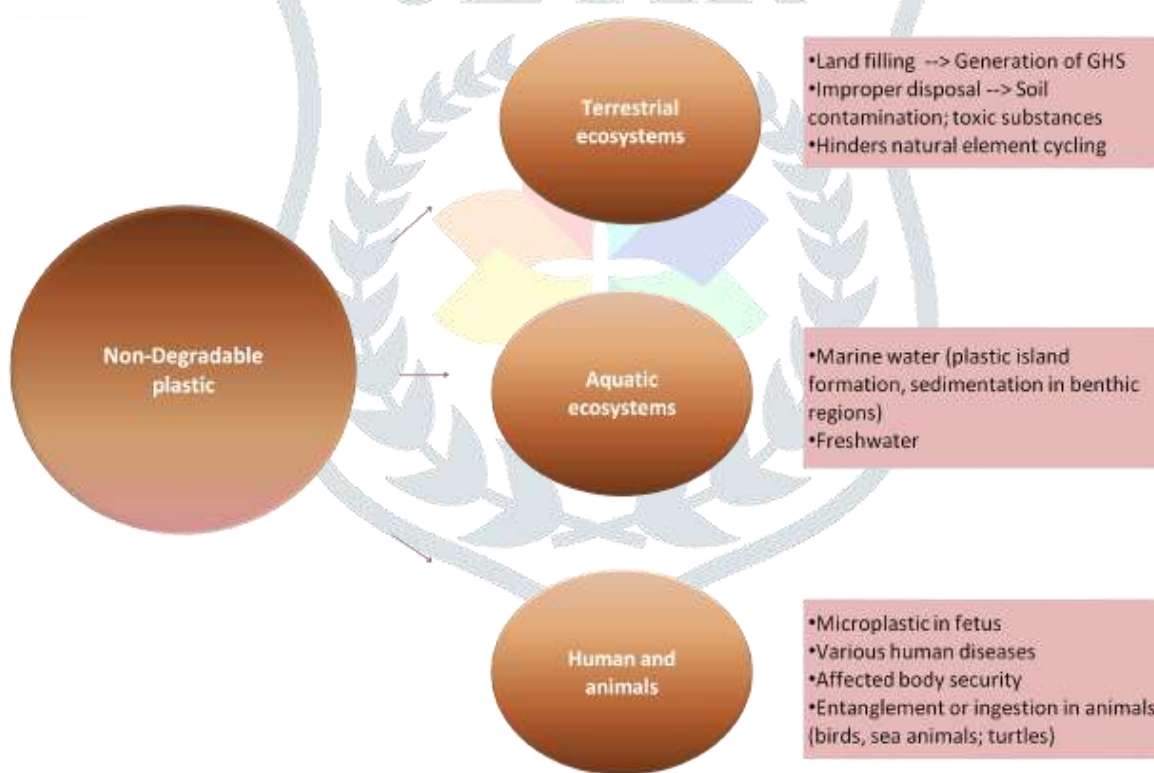 Non-Degradable
plastic
Terrestrial
ecosystems
•Land filling --> Generation of GHS
•Improper disposal --> Soil
contamination; toxic substances
•Hinders natural element cycling
Aquatic
ecosystems
•Marine water (plastic island
formation, sedimentation in benthic
regions)
•Freshwater
Human and
animals
•Microplastic in fetus
•Various human diseases
•Affected body security
•Entanglement or ingestion in animals
(birds, sea animals; turtles)